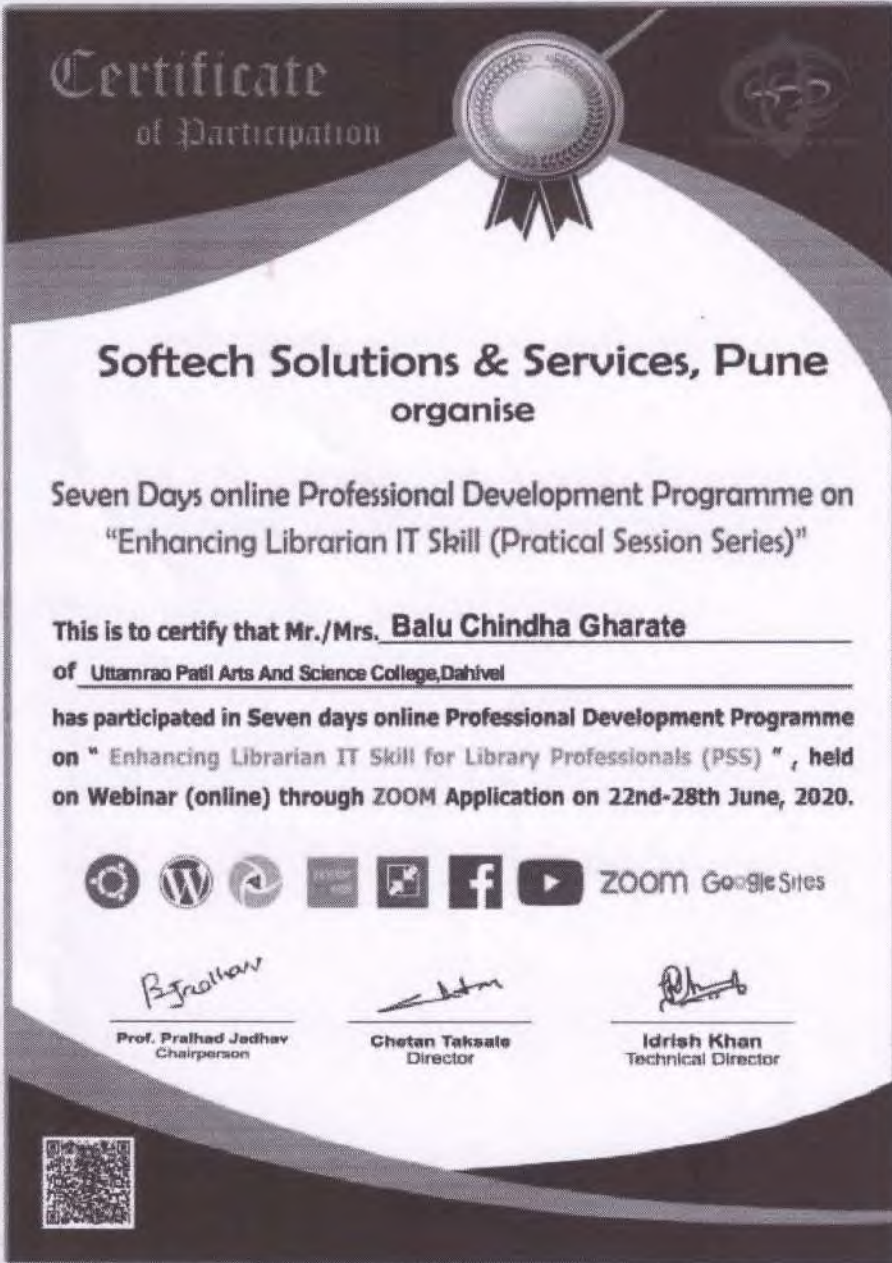 Certificate
of Participation
Softech Solutions & Services, Pune
organise
Seven Days online Professional Development Programme on
“Enhancing Librarian IT Skill (Pratical Session Series)”
This is to certify that Mr./Mrs. Balu Chindha Gharate
of Uttamrao Patil Arts And Science College,Dahivel
has participated in Seven days online Professional Development Programme
on “ Enhancing Librarian IT Skill for Library Professionals (PSS) ” , held
on Webinar (online) through ZOOM Application on 22nd-28th June, 2020.
zoom Google Sites
Prof. Pralhad Jadhav Chetan Taksale Idrish Khan
Chairperson Director Technical Director